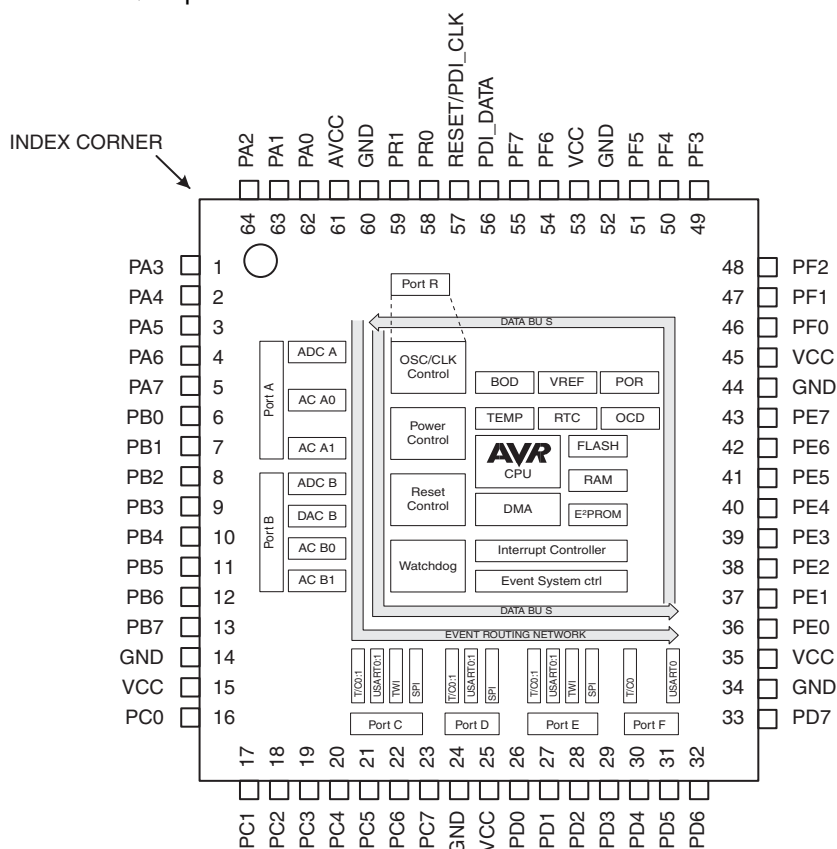 RESET/PDI_CLK
PDI_DATA
INDEX CORNER
PA2 PA1 PA0 AVCC GND PR1 PR0 PF7 PF6 VCC GND PF5 PF4 PF3
64 63 62 61 60 59 58 57 56 55 54 53 52 51 50 49
PA3 1
PA4 2
PA5 3
PA6 4
PA7 5
PB0 6
PB1 7
PB2 8
PB3 9
PB4 10
PB5 11
PB6 12
PB7 13
GND 14
VCC 15
PC0 16
48 PF2
47 PF1
46 PF0
45 VCC
44 GND
43 PE7
42 PE6
41 PE5
40 PE4
39 PE3
38 PE2
37 PE1
36 PE0
35 VCC
34 GND
33 PD7
Port R
DATA BU S
OSC/CLK
Control
Power
Control
Reset
Control
Watchdog
Port A
ADC A
AC A0
AC A1
Port B
ADC B
DAC B
AC B0
AC B1
BOD VREF POR
TEMP RTC OCD
AVR
CPU
FLASH
RAM
DMA
E²PROM
Interrupt Controller
Event System ctrl
DATA BU S
EVENT ROUTING NETWORK
T/C0:1 USART0:1 TWI SPI
T/C0:1 USART0:1 SPI
T/C0:1 USART0:1 TWI SPI
T/C0 USART0
Port C Port D Port E Port F
17 18 19 20 21 22 23 24 25 26 27 28 29 30 31 32
PC1 PC2 PC3 PC4 PC5 PC6 PC7 GND VCC PD0 PD1 PD2 PD3 PD4 PD5 PD6